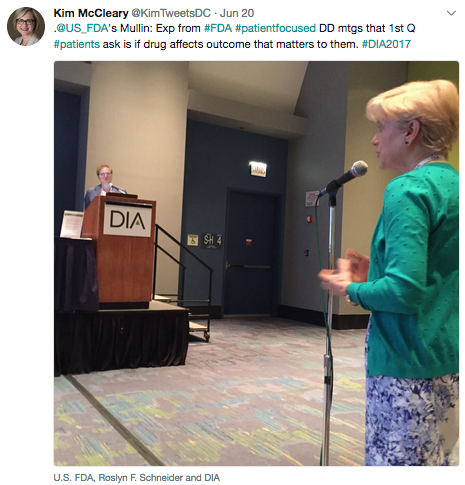 Kim McCleary @KimTweetsDC · Jun 20
.@US_FDA's Mullin: Exp from #FDA #patientfocused DD mtgs that 1st Q
#patients ask is if drug affects outcome that matters to them. #DIA2017
EXIT
DIA
S-H 4
U.S. FDA, Roslyn F. Schneider and DIA